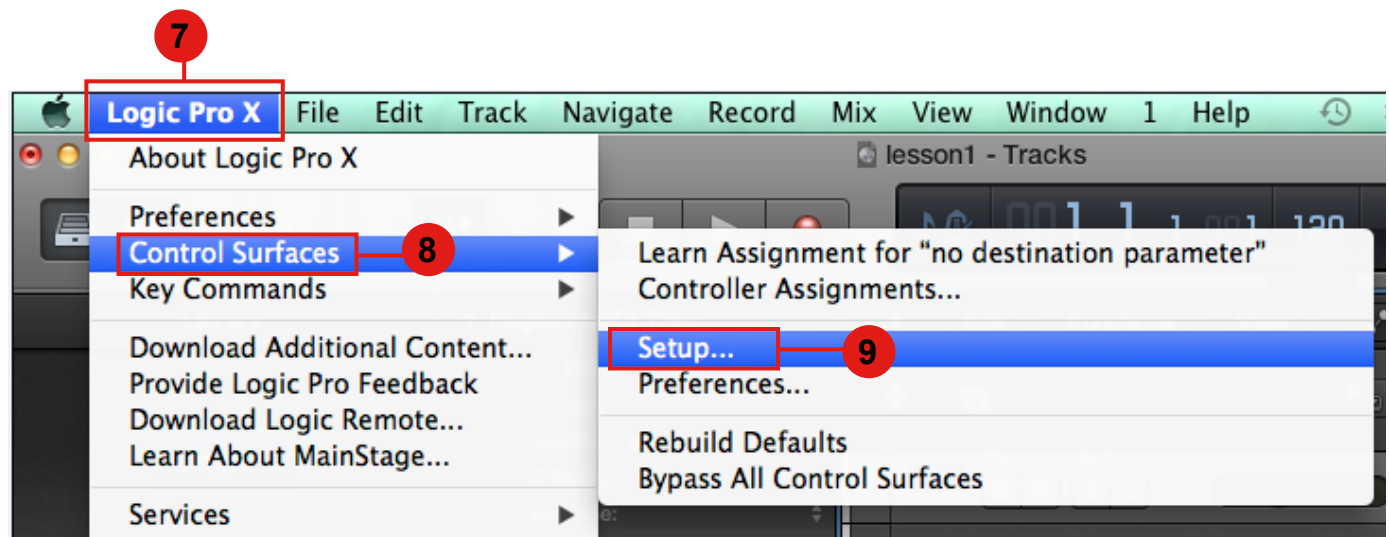 7
Logic Pro X File Edit Track Navigate Record Mix View Window 1 Help
About Logic Pro X
lesson1 - Tracks
Preferences
120
Control Surfaces
8
Learn Assignment for “no destination parameter”
Key Commands
Controller Assignments...
Download Additional Content...
Setup...
9
Provide Logic Pro Feedback
Preferences...
Download Logic Remote...
Learn About MainStage...
Rebuild Defaults
Bypass All Control Surfaces
Services